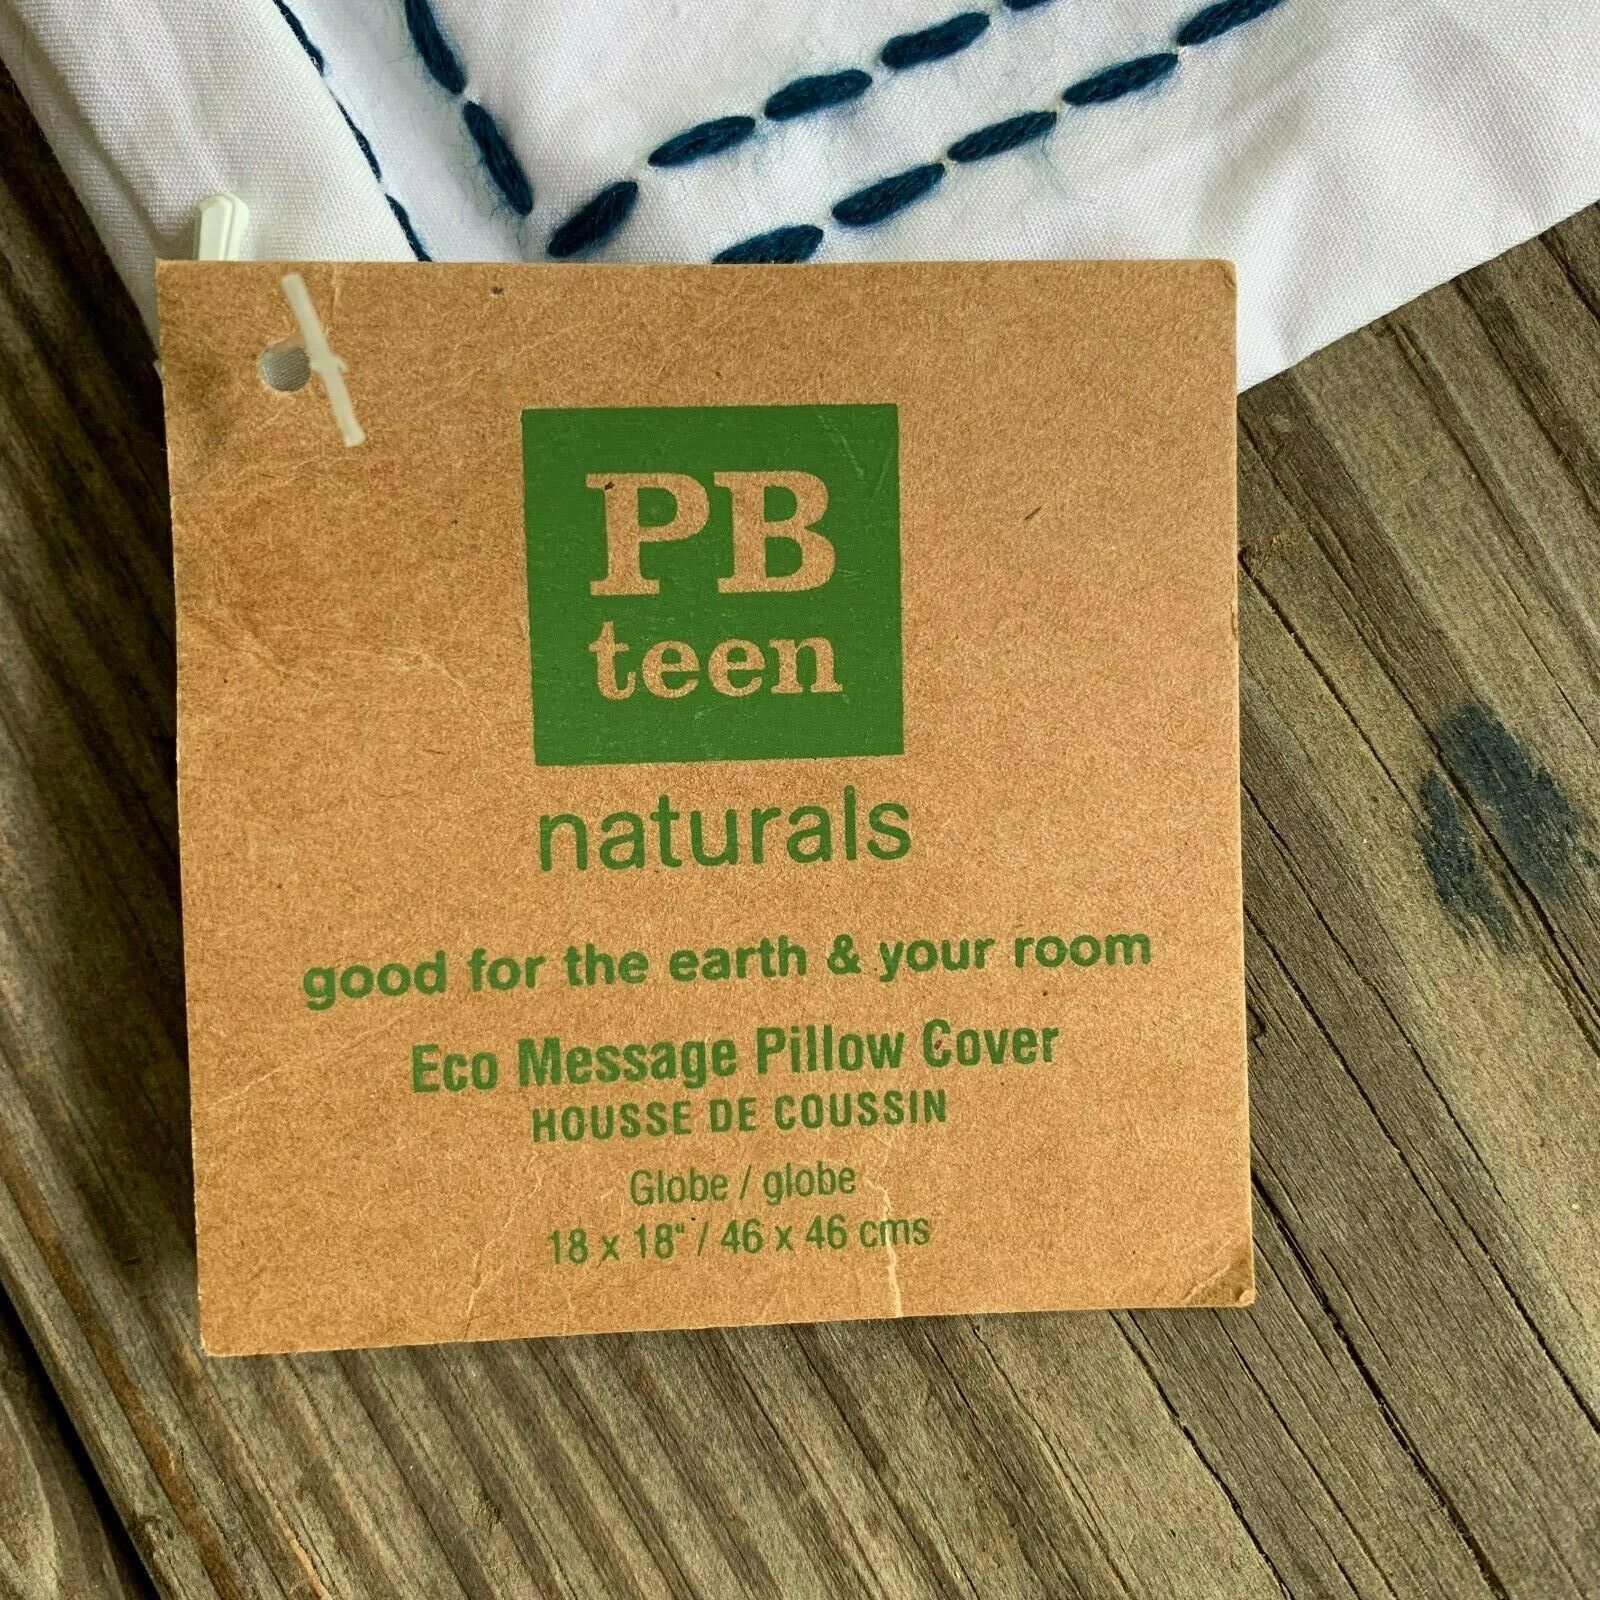 PB
teen
naturals
good for the earth & your room
Eco Message Pillow Cover
HOUSSE DE COUSSIN
Globe / globe
18 x 18" / 46 x 46 cms